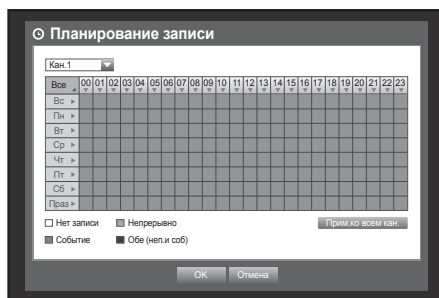 Планирование записи
Кан.1
Все 00 01 02 03 04 05 06 07 08 09 10 11 12 13 14 15 16 17 18 19 20 21 22 23
Вс
Пн
Вт
Ср
Чт
Пт
Сб
Праз
Нет записи Непрерывно Прим.ко всем кан.
Событие Обе (неп.и соб)
OK Отмена